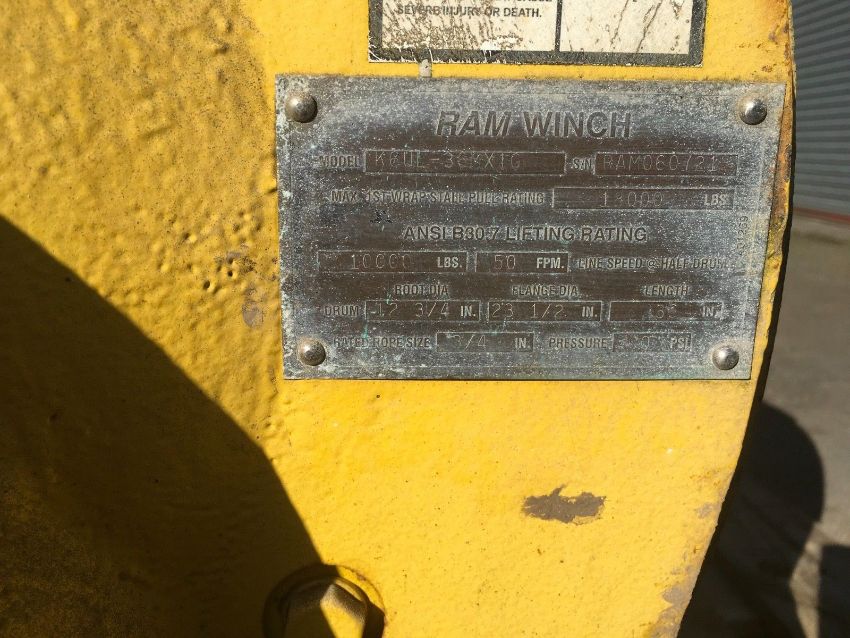 SEVERE INJURY OR DEATH.
RAM WINCH
MODEL S/N
MAX. 1ST WRAP STALL PULL RATING LBS
ANSI-B30.7 LIFTING RATING
10000 LBS. 50 FPM. LINE SPEED @ HALF DRUM
ROOT DIA FLANGE DIA. LENGTH
DRUM 12 3/4 IN. 23 1/2 IN. IN
RATED ROPE SIZE 3/4 IN. PRESSURE PSI